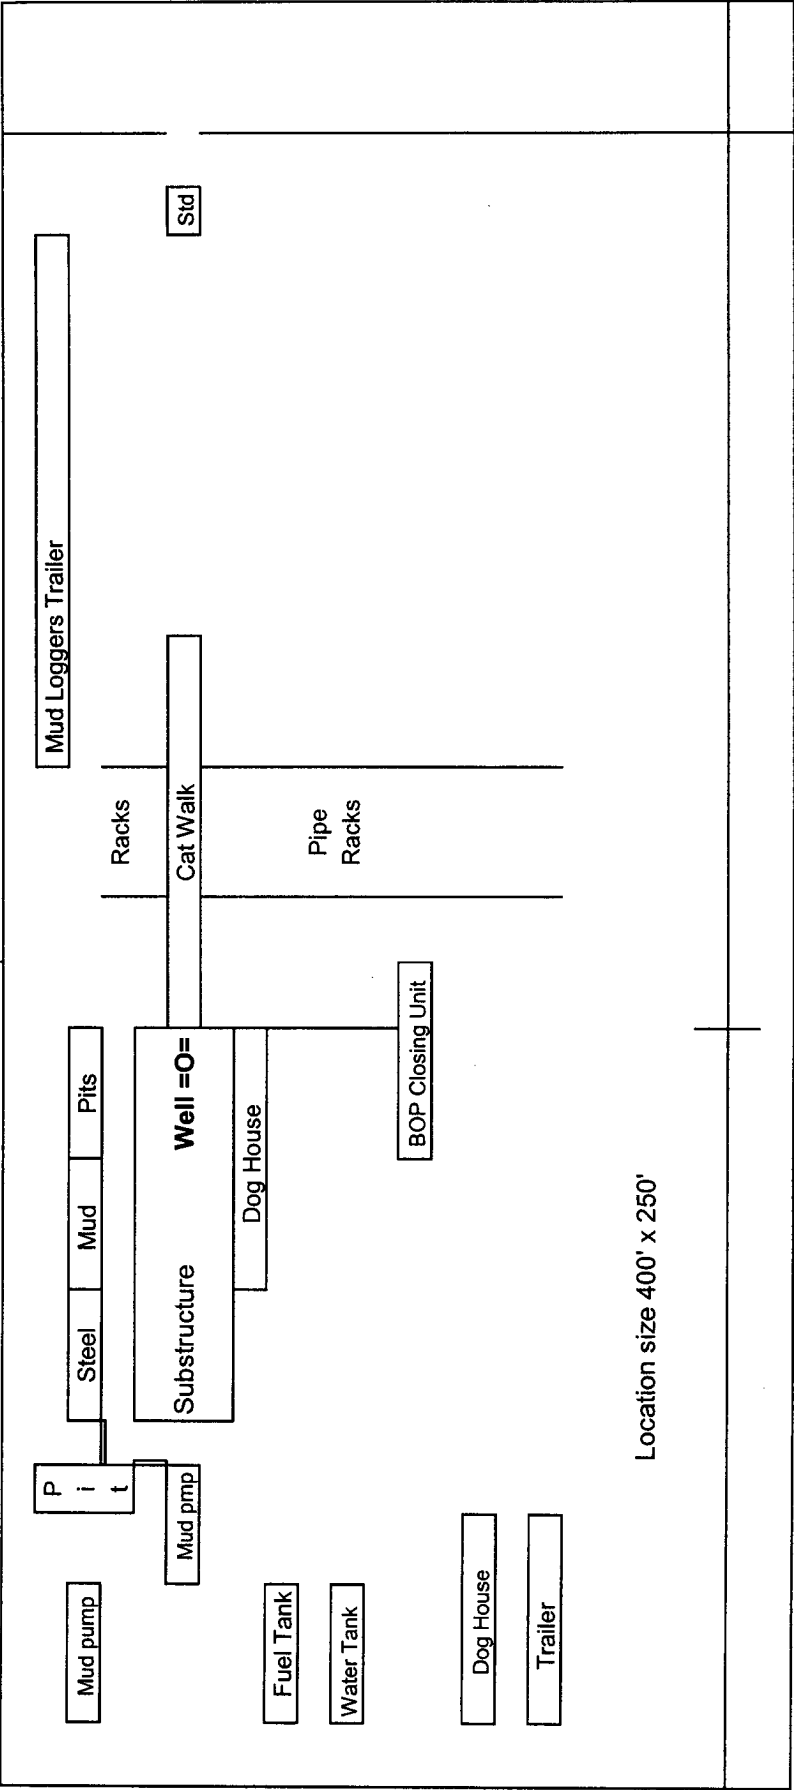 Mud Loggers Trailer
Std
Racks
Cat Walk
Pipe
Racks
Steel Mud Pits
Well =O=
Substructure
Dog House
BOP Closing Unit
P
i
t
Mud pmp
Mud pump
Fuel Tank
Water Tank
Dog House
Trailer
Location size 400' x 250'